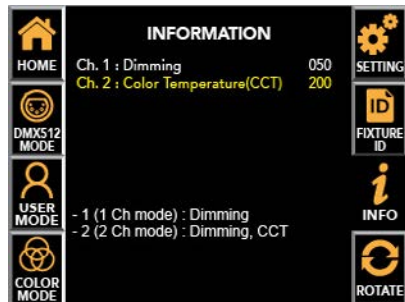 INFORMATION
HOME
Ch. 1 : Dimming 050
SETTING
Ch. 2 : Color Temperature(CCT) 200
DMX512
MODE
ID
FIXTURE
ID
USER
MODE
- 1 (1 Ch mode) : Dimming
- 2 (2 Ch mode) : Dimming, CCT
i
INFO
COLOR
MODE
ROTATE